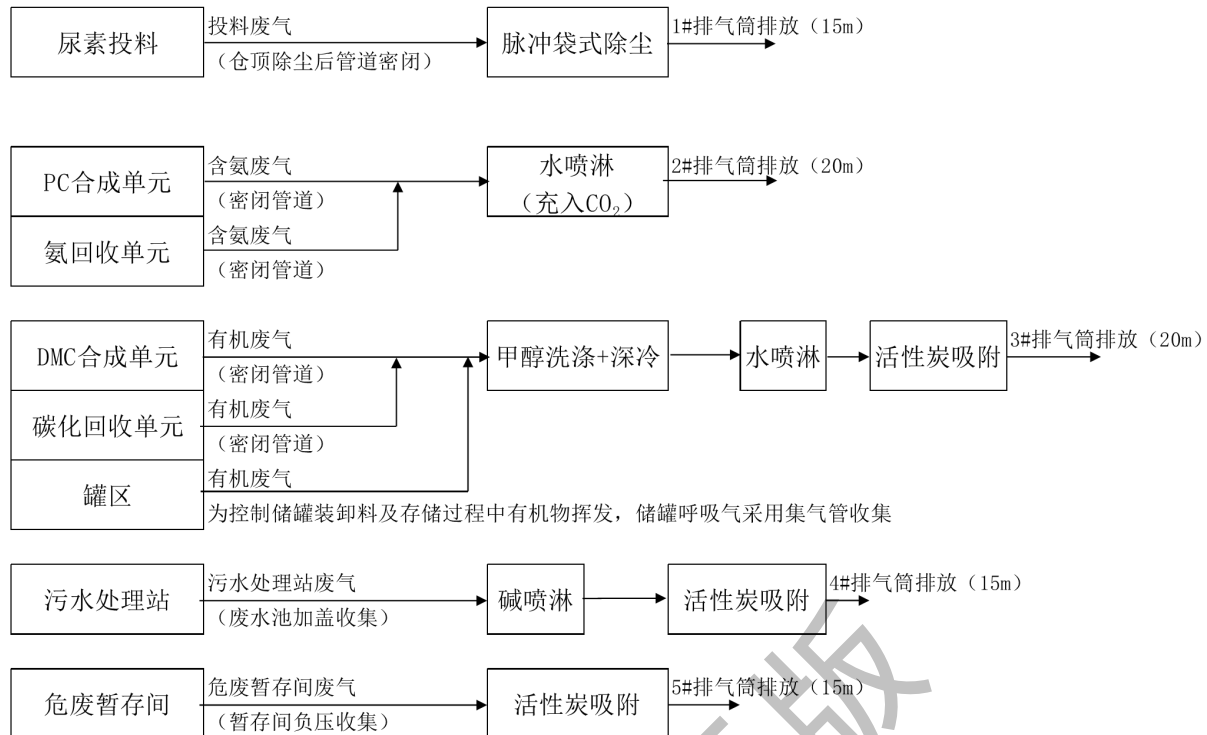 尿素投料
投料废气
（仓顶除尘后管道密闭）
脉冲袋式除尘
1#排气筒排放（15m）
PC合成单元
含氨废气
（密闭管道）
水喷淋
（充入CO₂）
2#排气筒排放（20m）
氨回收单元
含氨废气
（密闭管道）
DMC合成单元
有机废气
（密闭管道）
甲醇洗涤+深冷
水喷淋
活性炭吸附
3#排气筒排放（20m）
碳化回收单元
有机废气
（密闭管道）
罐区
有机废气
为控制储罐装卸料及存储过程中有机物挥发，储罐呼吸气采用集气管收集
污水处理站
污水处理站废气
（废水池加盖收集）
碱喷淋
活性炭吸附
4#排气筒排放（15m）
危废暂存间
危废暂存间废气
（暂存间负压收集）
活性炭吸附
5#排气筒排放（15m）
版